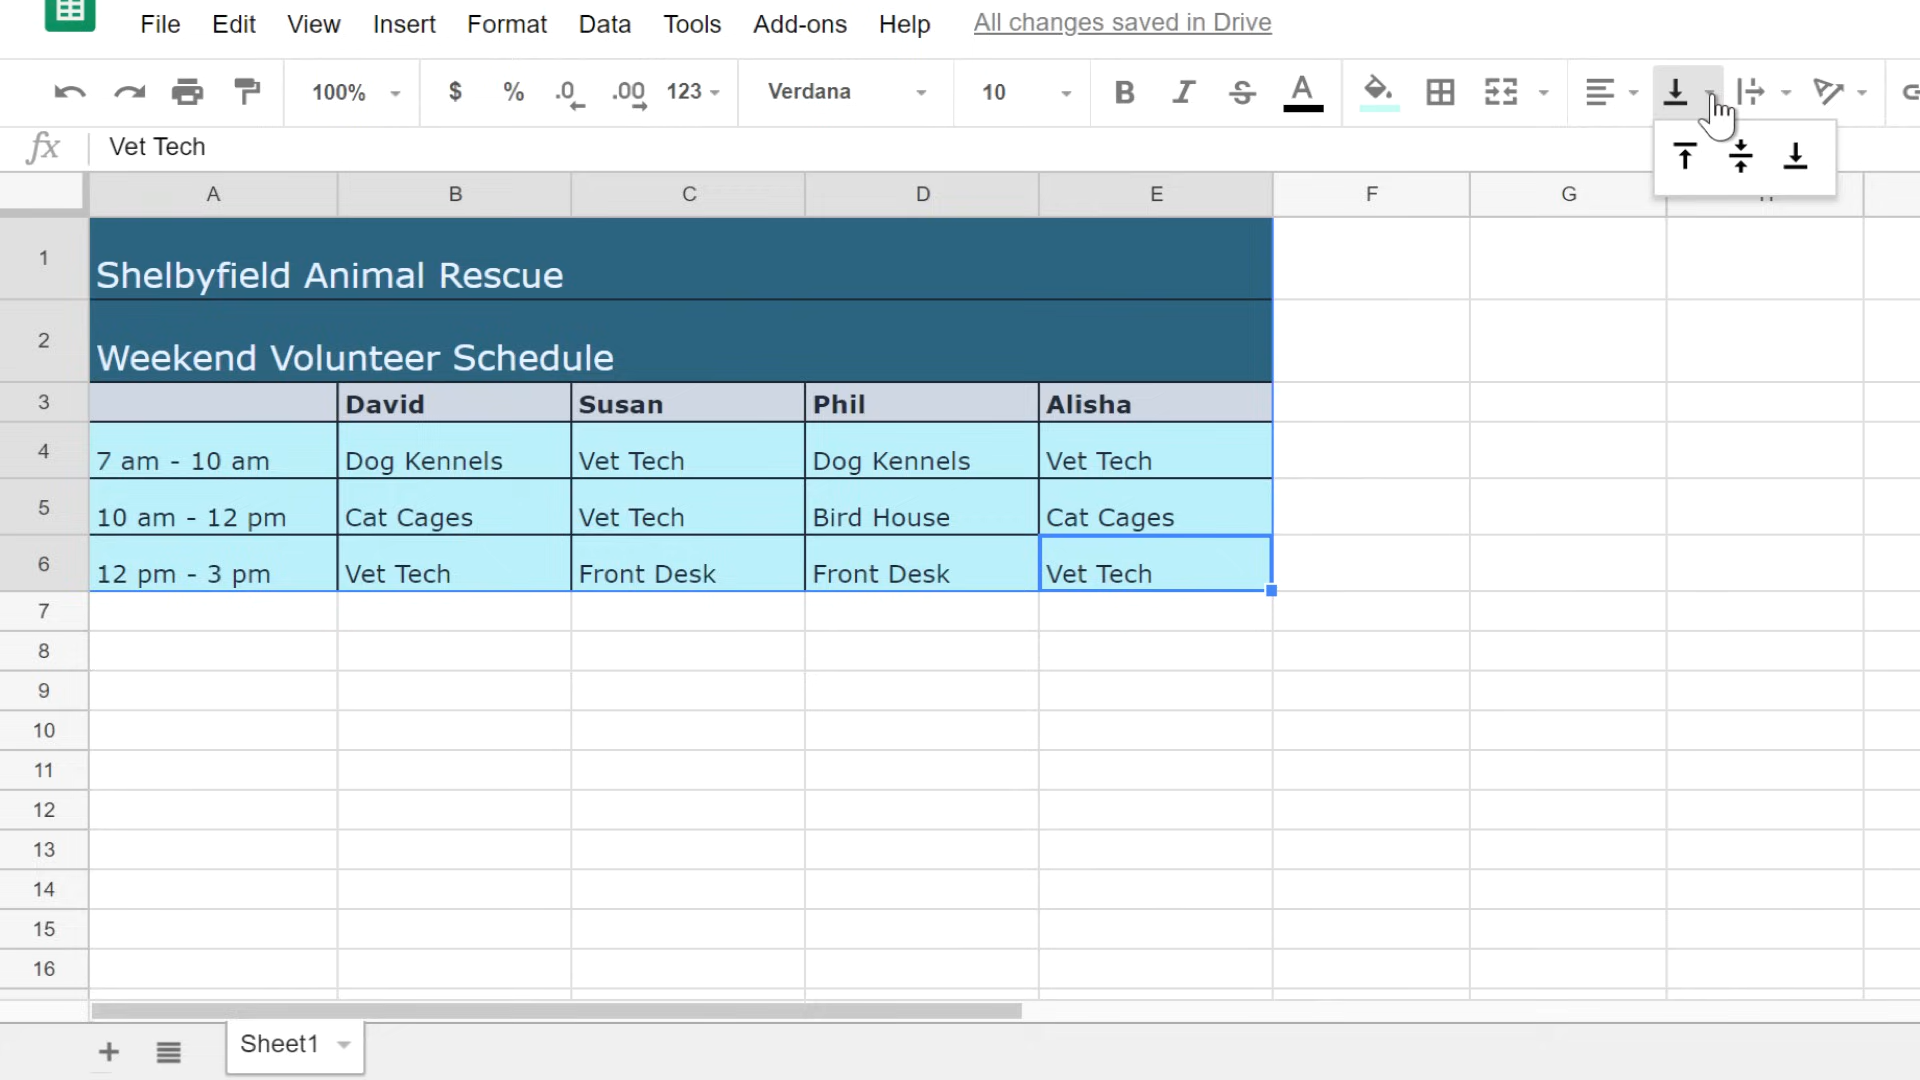 File Edit View Insert Format Data Tools Add-ons Help All changes saved in Drive
100% $ % .0 .00 123 Verdana 10 B I S A
fx Vet Tech
A B C D E F G
1 Shelbyfield Animal Rescue
2 Weekend Volunteer Schedule
3 David Susan Phil Alisha
4 7 am - 10 am Dog Kennels Vet Tech Dog Kennels Vet Tech
5 10 am - 12 pm Cat Cages Vet Tech Bird House Cat Cages
6 12 pm - 3 pm Vet Tech Front Desk Front Desk Vet Tech
7
8
9
10
11
12
13
14
15
16
Sheet1